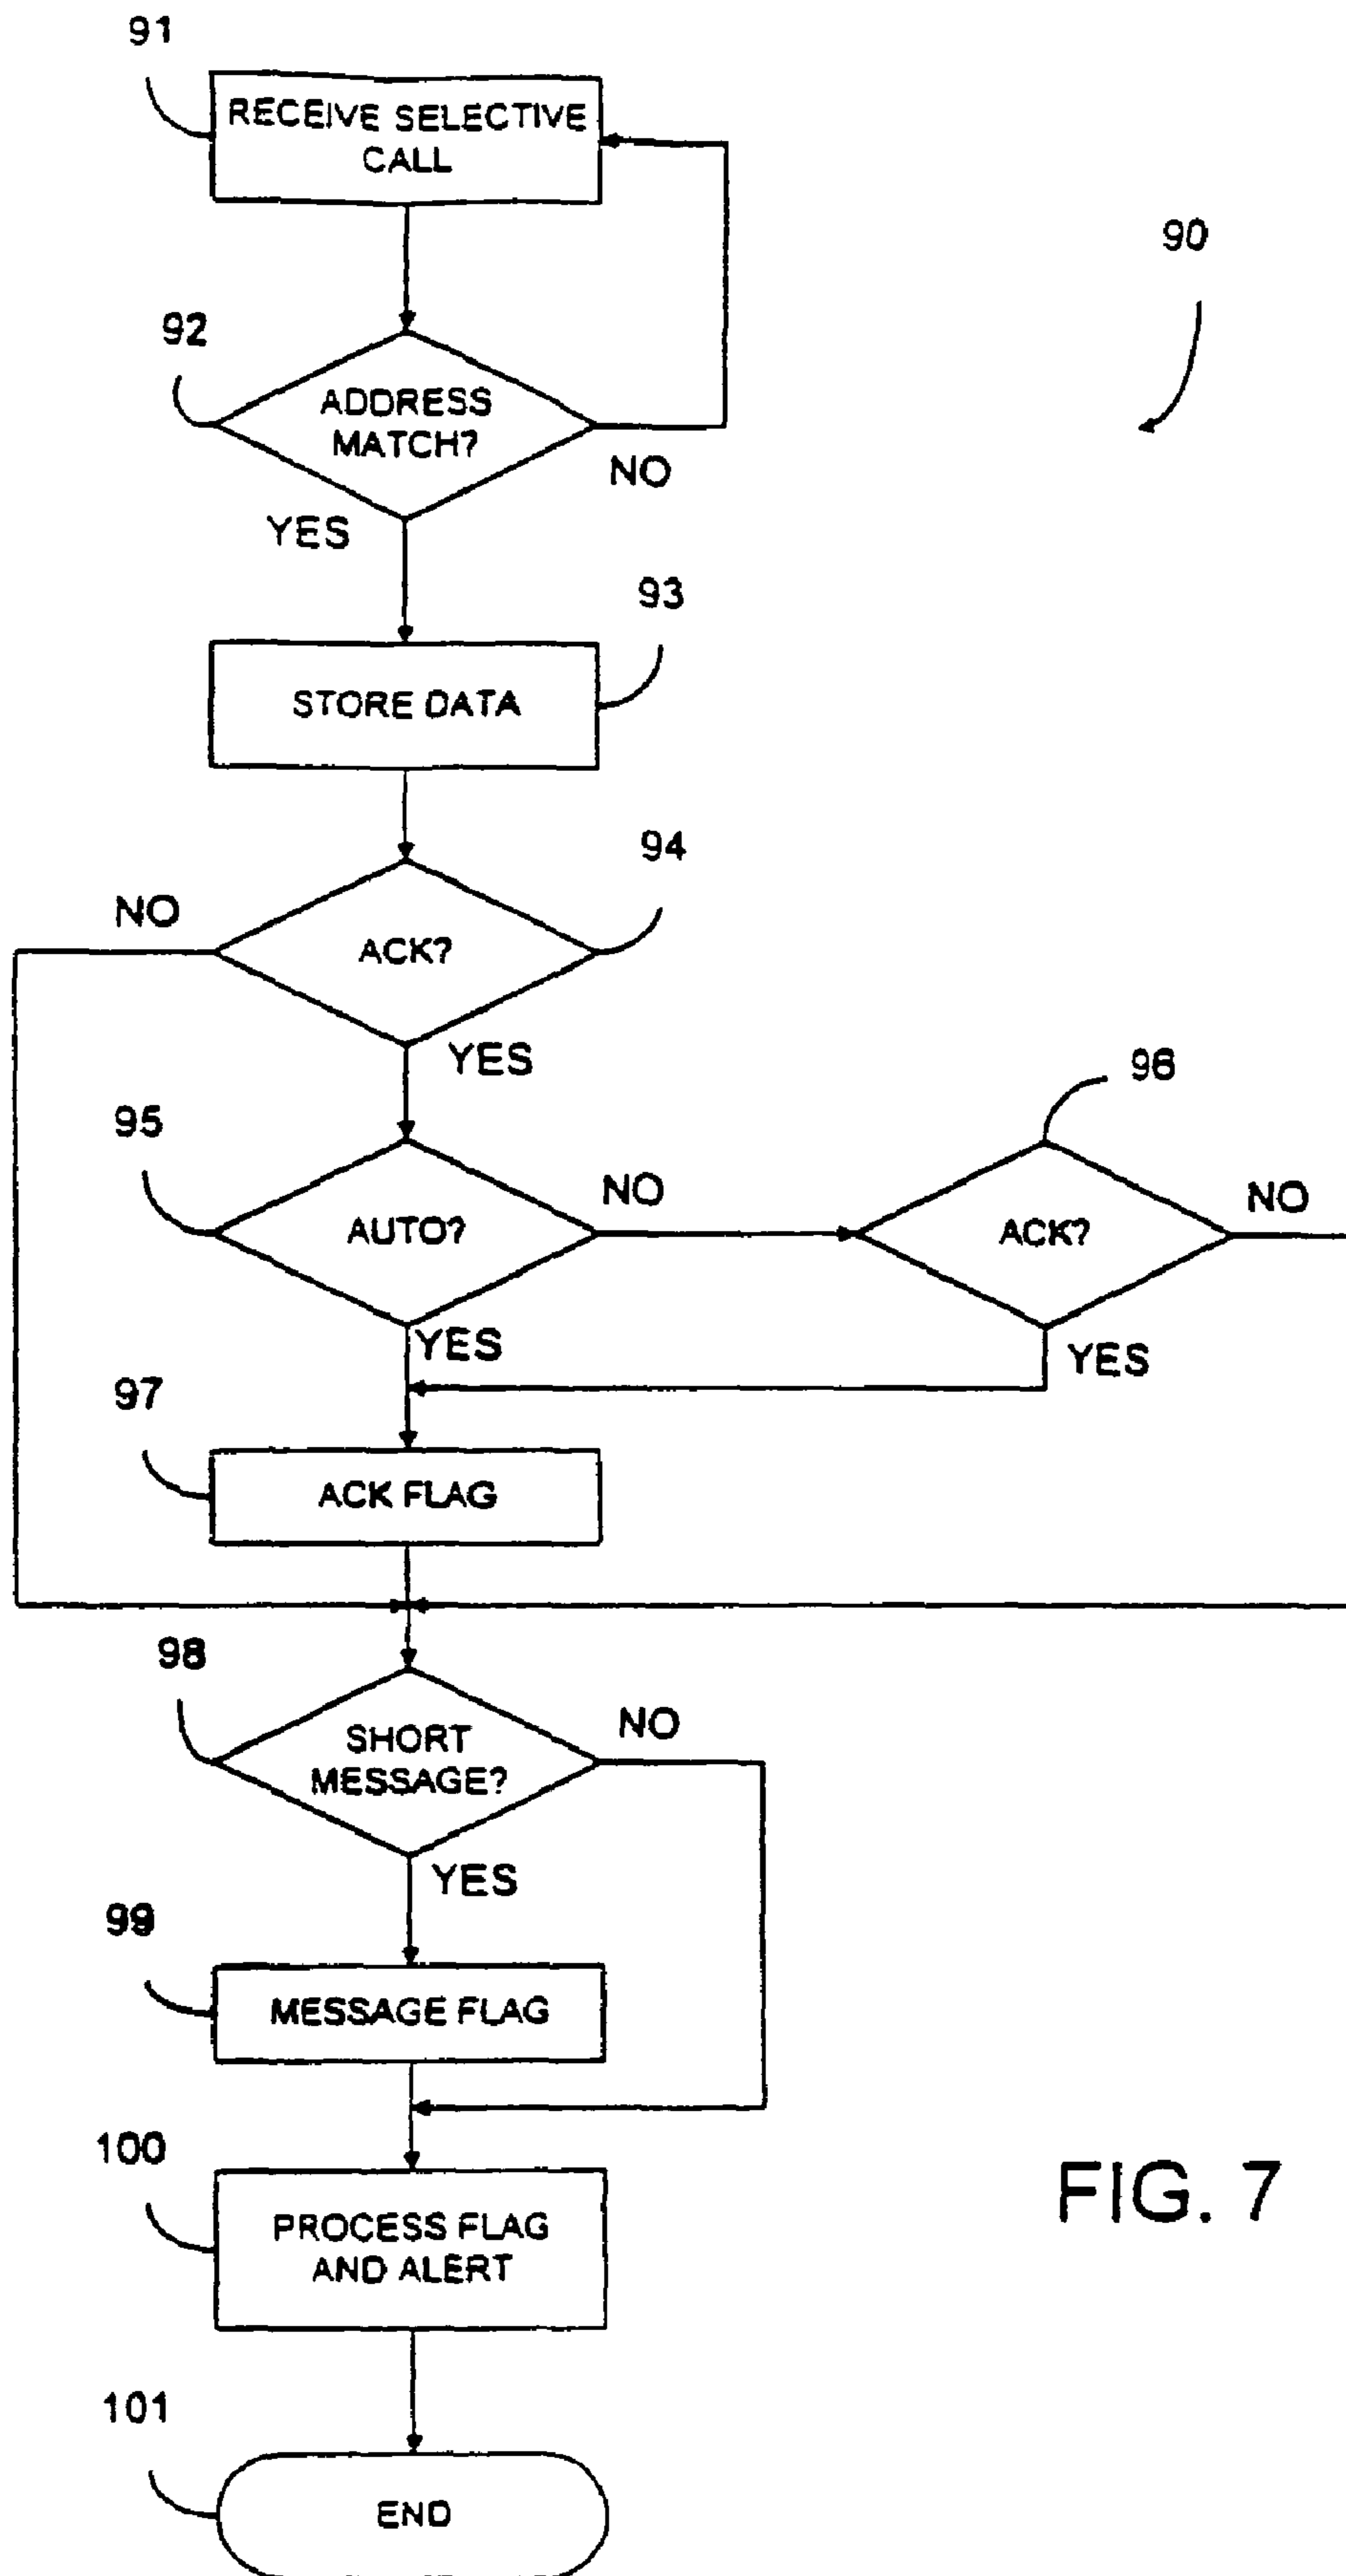 91
RECEIVE SELECTIVE
CALL
90
92
ADDRESS
MATCH?
NO
YES
93
STORE DATA
94
NO
ACK?
YES
96
95
NO
NO
AUTO?
ACK?
YES
YES
97
ACK FLAG
98
NO
SHORT
MESSAGE?
YES
99
MESSAGE FLAG
100
PROCESS FLAG
AND ALERT
FIG. 7
101
END